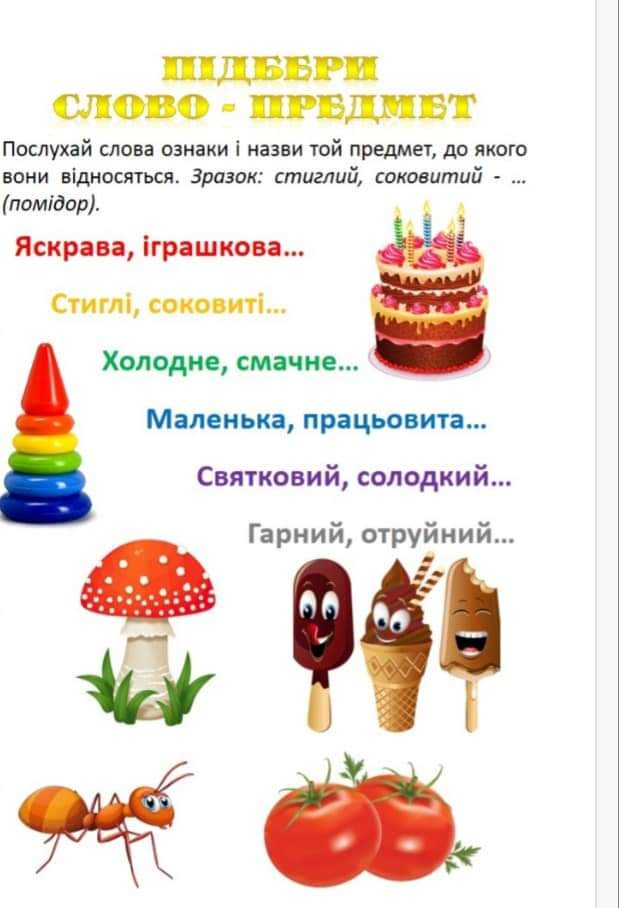 ПІДБЕРИ
СЛОВО - ПРЕДМЕТ
Послухай слова ознаки і назви той предмет, до якого
вони відносяться. Зразок: стиглий, соковитий - ...
(помідор).
Яскрава, іграшкова...
Стиглі, соковиті...
Холодне, смачне...
Маленька, працьовита...
Святковий, солодкий...
Гарний, отруйний...